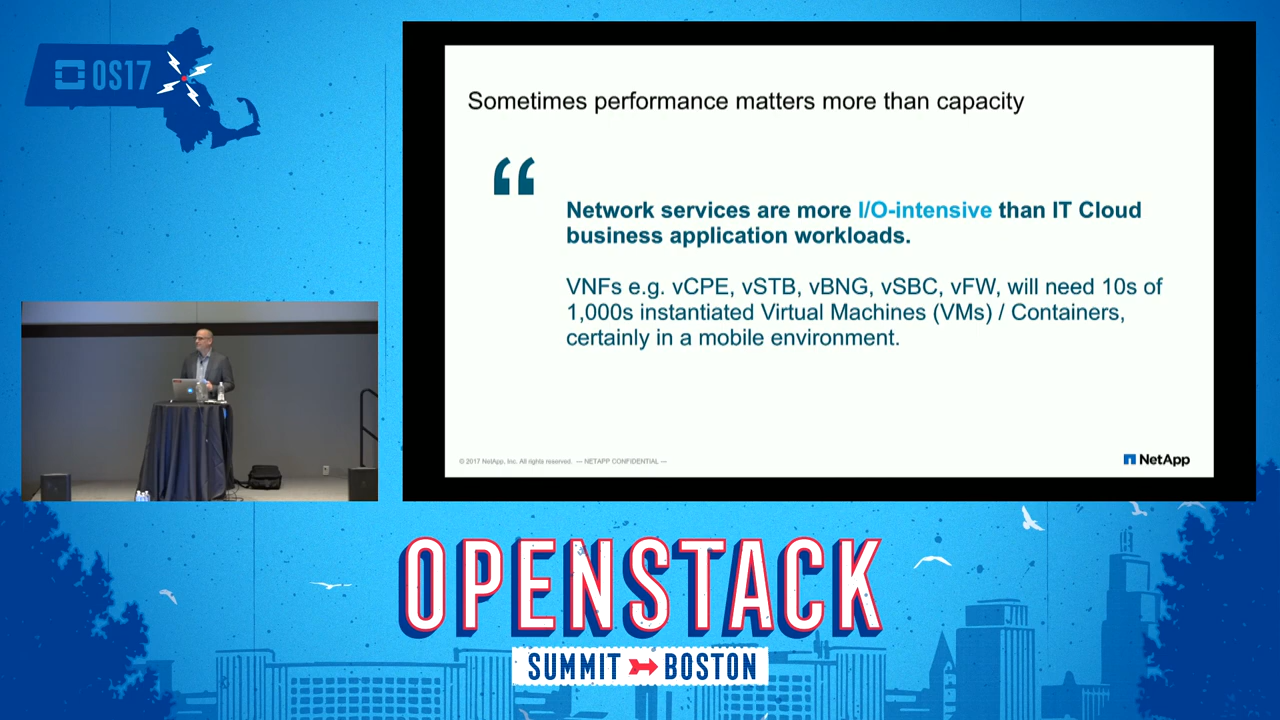 OS17
Sometimes performance matters more than capacity
“
Network services are more I/O-intensive than IT Cloud
business application workloads.
VNFs e.g. vCPE, vSTB, vBNG, vSBC, vFW, will need 10s of
1,000s instantiated Virtual Machines (VMs) / Containers,
certainly in a mobile environment.
© 2017 NetApp, Inc. All rights reserved. — NETAPP CONFIDENTIAL —
NetApp
OPENSTACK
SUMMIT BOSTON